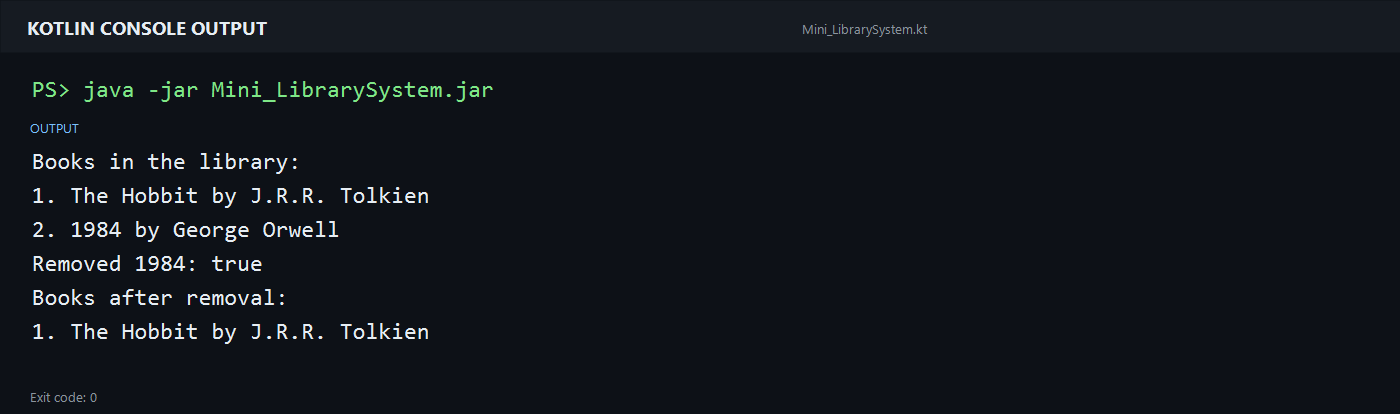 KOTLIN CONSOLE OUTPUT
Mini_LibrarySystem.kt
PS> java -jar Mini_LibrarySystem.jar
OUTPUT
Books in the library:
1. The Hobbit by J.R.R. Tolkien
2. 1984 by George Orwell
Removed 1984: true
Books after removal:
1. The Hobbit by J.R.R. Tolkien
Exit code: 0